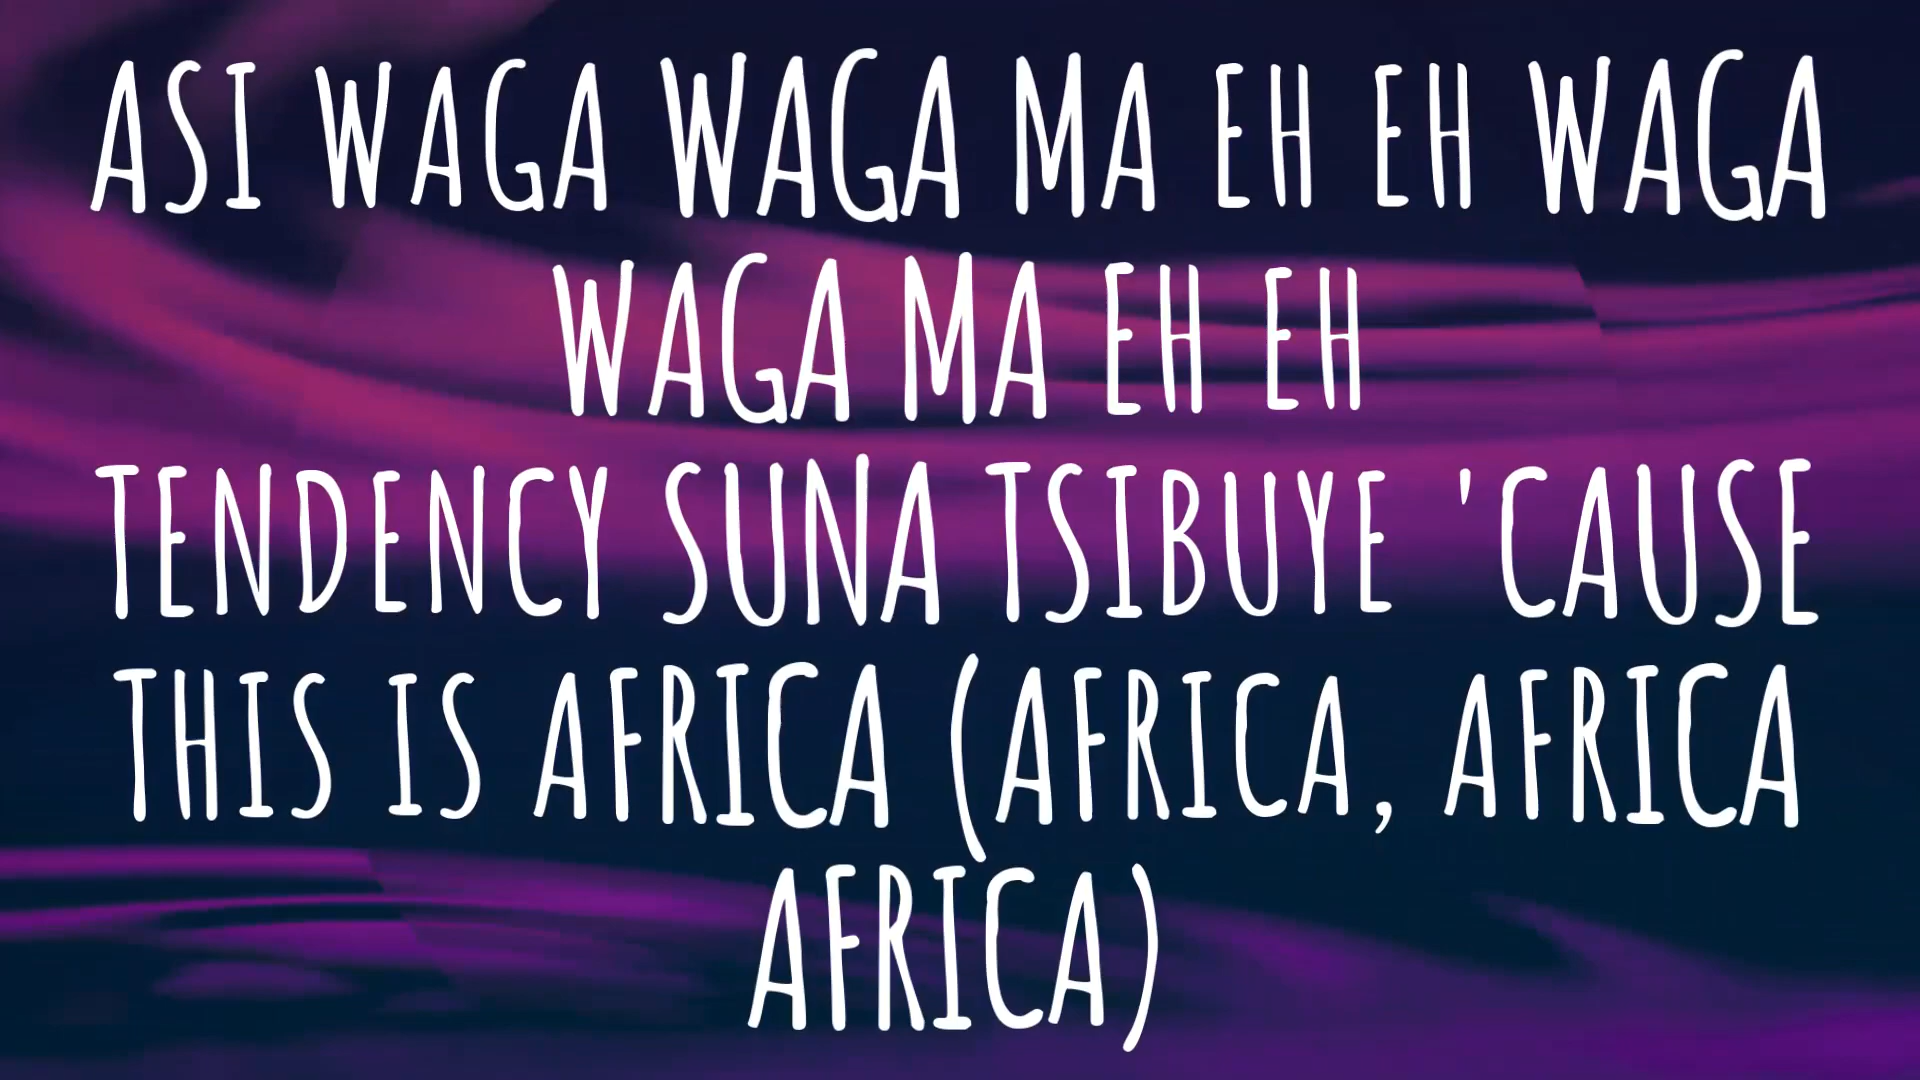 ASI WAGA WAGA MA EH EH WAGA
WAGA MA EH EH
TENDENCY SUNA TSIBUYE 'CAUSE
THIS IS AFRICA (AFRICA, AFRICA
AFRICA)